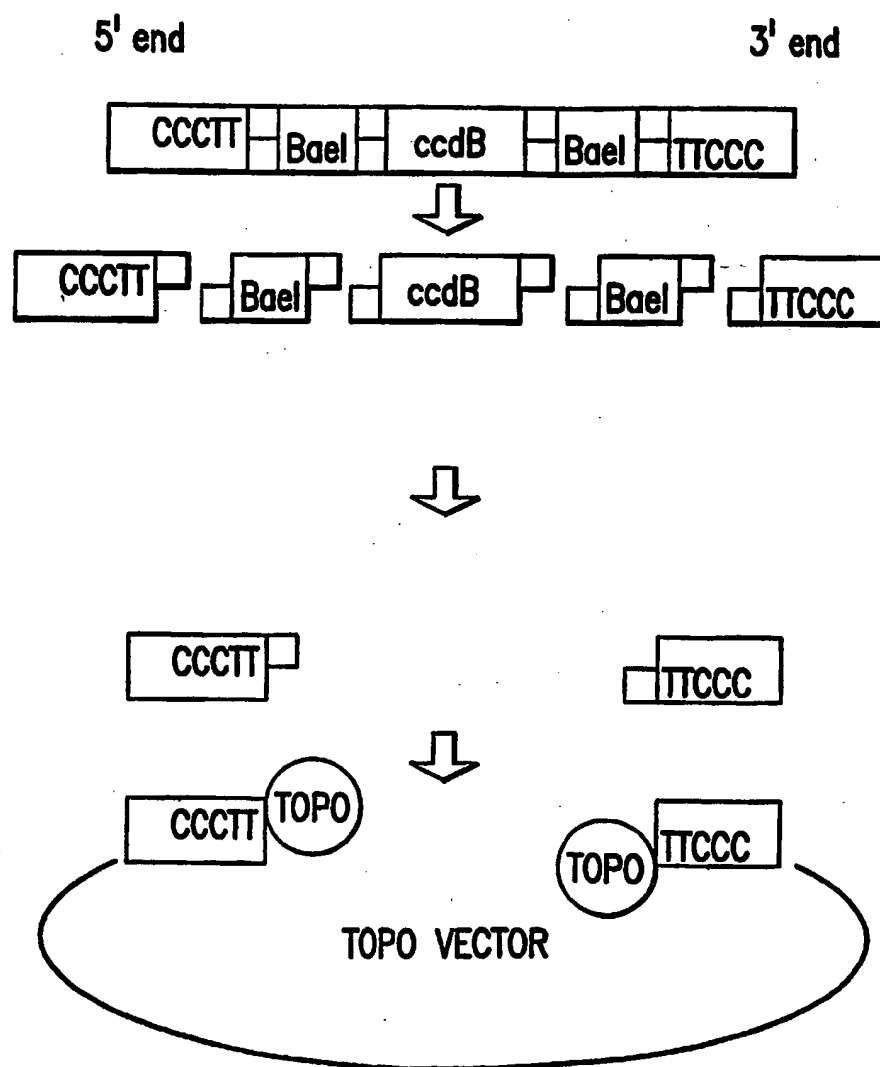 5' end 3' end
CCCTT BaeI ccdB BaeI TTCCC
CCCTT BaeI ccdB BaeI TTCCC
CCCTT TTCCC
CCCTT TOPO TOPO TTCCC
TOPO VECTOR